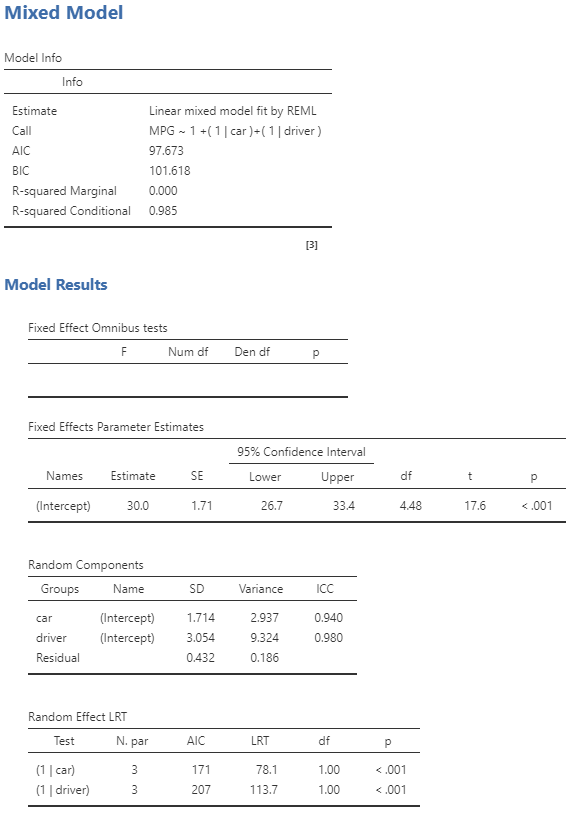 Mixed Model
Model Info
Info
Estimate Linear mixed model fit by REML
Call MPG ~ 1 +( 1 | car )+( 1 | driver )
AIC 97.673
BIC 101.618
R-squared Marginal 0.000
R-squared Conditional 0.985
[3]
Model Results
Fixed Effect Omnibus tests
F Num df Den df p
Fixed Effects Parameter Estimates
95% Confidence Interval
Names Estimate SE Lower Upper df t p
(Intercept) 30.0 1.71 26.7 33.4 4.48 17.6 < .001
Random Components
Groups Name SD Variance ICC
car (Intercept) 1.714 2.937 0.940
driver (Intercept) 3.054 9.324 0.980
Residual 0.432 0.186
Random Effect LRT
Test N. par AIC LRT df p
(1 | car) 3 171 78.1 1.00 < .001
(1 | driver) 3 207 113.7 1.00 < .001